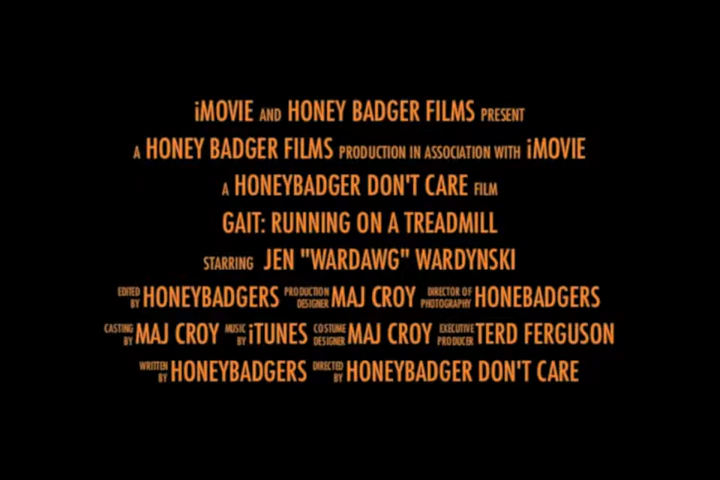 iMOVIE AND HONEY BADGER FILMS PRESENT
A HONEY BADGER FILMS PRODUCTION IN ASSOCIATION WITH iMOVIE
A HONEYBADGER DON'T CARE FILM
GAIT: RUNNING ON A TREADMILL
STARRING JEN "WARDAWG" WARDYNSKI
EDITED BY HONEYBADGERS PRODUCTION DESIGNER MAJ CROY DIRECTOR OF PHOTOGRAPHY HONEBADGERS
CASTING BY MAJ CROY MUSIC BY iTUNES COSTUME DESIGNER MAJ CROY EXECUTIVE PRODUCER TERD FERGUSON
WRITTEN BY HONEYBADGERS DIRECTED BY HONEYBADGER DON'T CARE